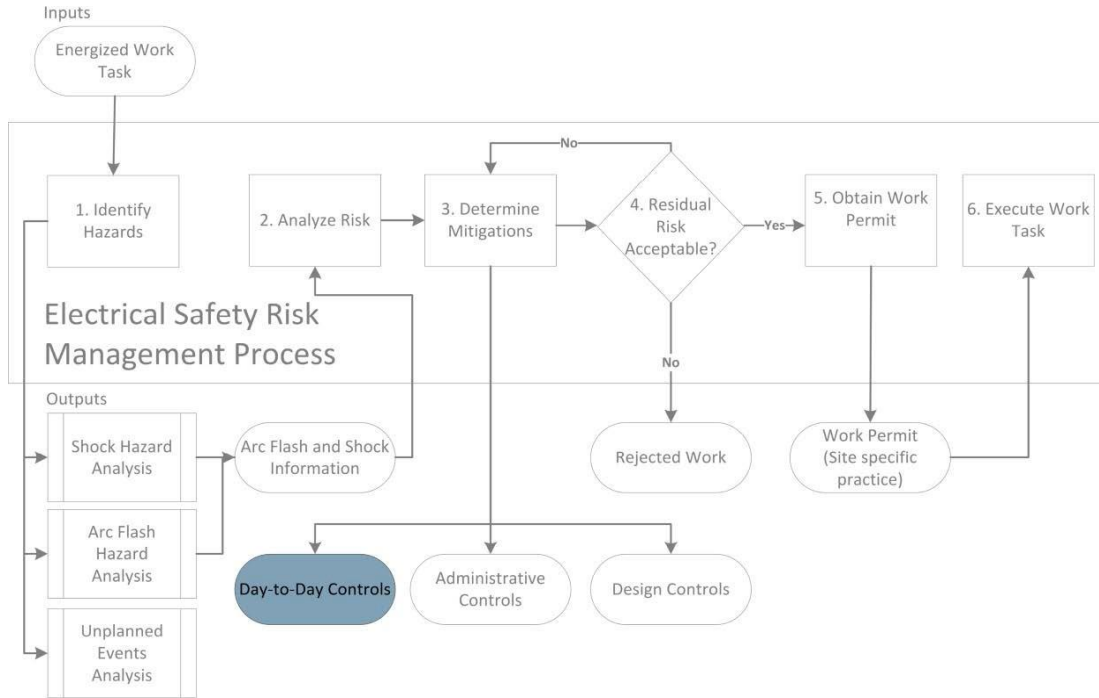 Inputs
Energized Work
Task
No
1. Identify
Hazards
2. Analyze Risk
3. Determine
Mitigations
4. Residual
Risk
Acceptable?
Yes
5. Obtain Work
Permit
6. Execute Work
Task
Electrical Safety Risk
Management Process
No
Outputs
Shock Hazard
Analysis
Arc Flash and Shock
Information
Rejected Work
Work Permit
(Site specific
practice)
Arc Flash
Hazard
Analysis
Day-to-Day Controls
Administrative
Controls
Design Controls
Unplanned
Events
Analysis